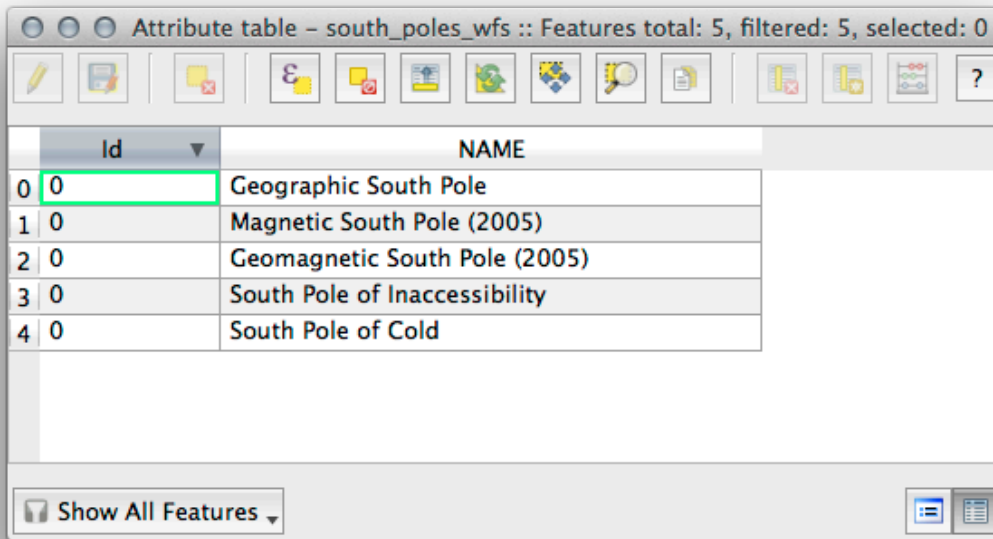 Attribute table – south_poles_wfs :: Features total: 5, filtered: 5, selected: 0
ε ?
Id NAME
0 0 Geographic South Pole
1 0 Magnetic South Pole (2005)
2 0 Geomagnetic South Pole (2005)
3 0 South Pole of Inaccessibility
4 0 South Pole of Cold
Show All Features